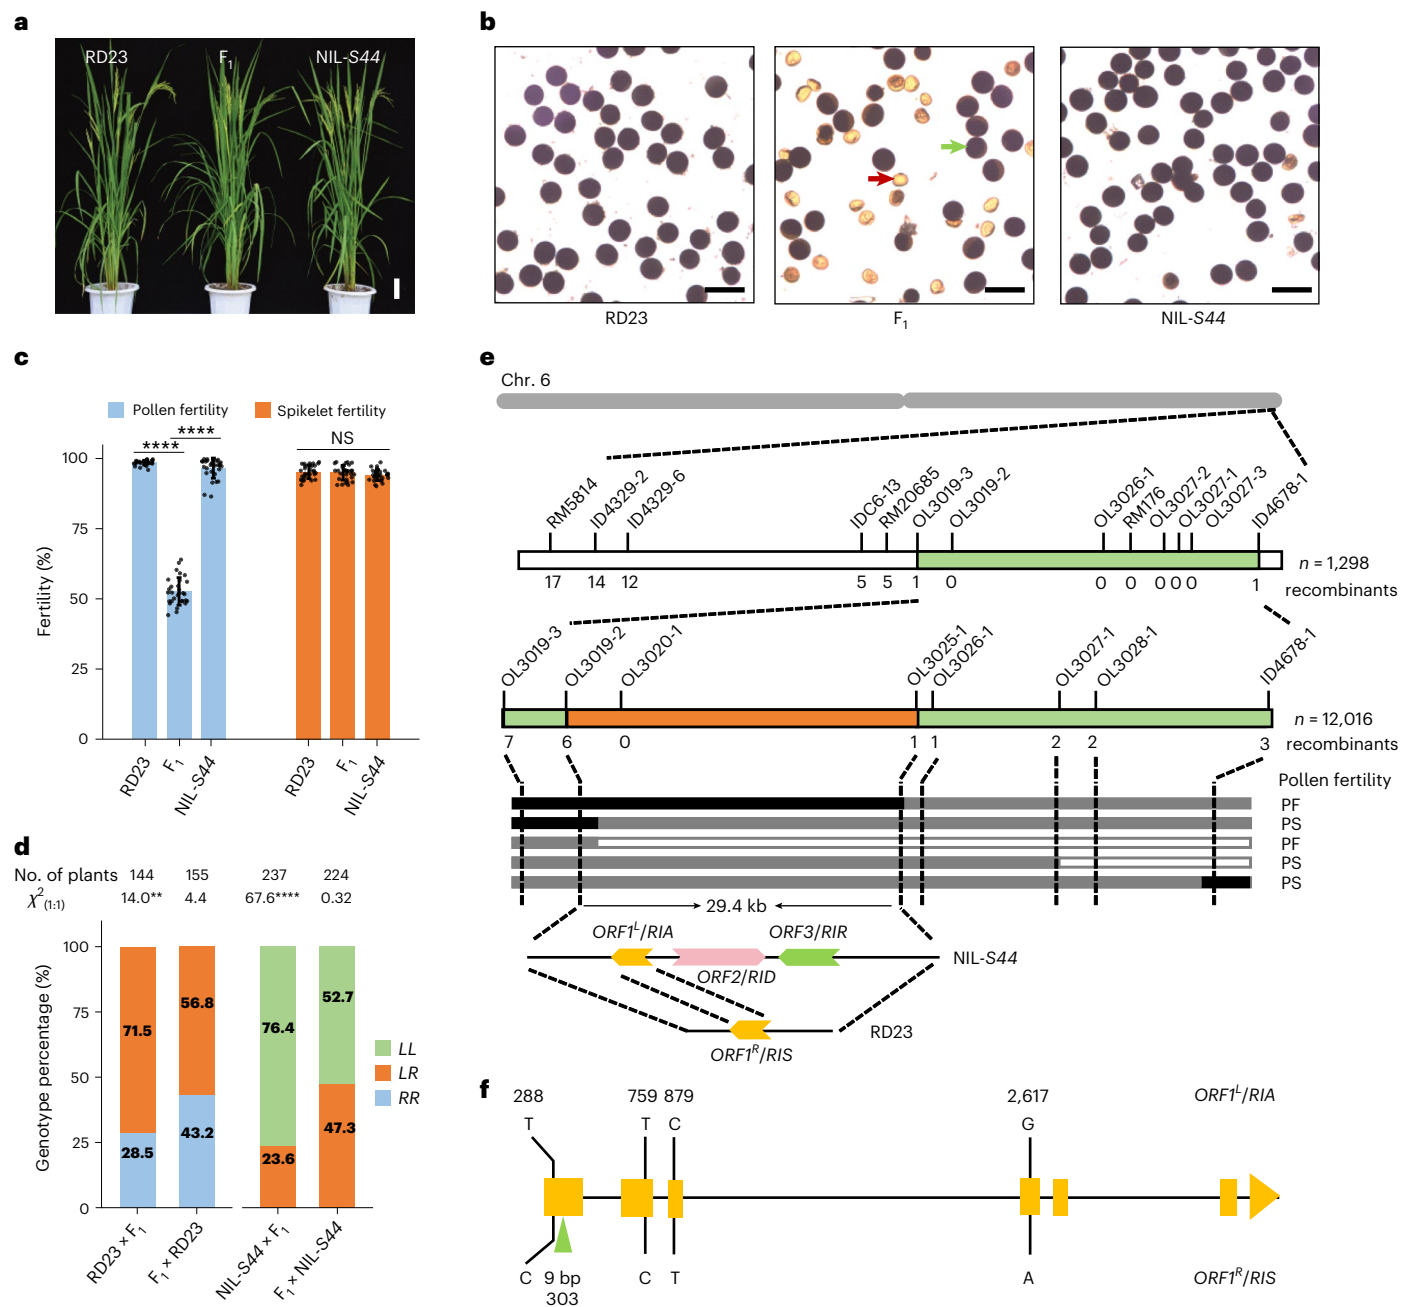 a
RD23
F1
NIL-S44
b
RD23
F1
NIL-S44
c
Pollen fertility
Spikelet fertility
****
****
NS
100
75
50
25
0
Fertility (%)
RD23
F1
NIL-S44
RD23
F1
NIL-S44
d
No. of plants 144 155 237 224
χ2(1:1) 14.0** 4.4 67.6**** 0.32
100
75
50
25
0
Genotype percentage (%)
71.5
28.5
56.8
43.2
76.4
23.6
52.7
47.3
LL
LR
RR
RD23 × F1
F1 × RD23
NIL-S44 × F1
F1 × NIL-S44
e
Chr. 6
RM5814
ID4329-2
ID4329-6
IDC6-13
RM20685
OL3019-3
OL3019-2
OL3026-1
RM176
OL3027-2
OL3027-1
OL3027-3
ID4678-1
n = 1,298
17 14 12 5 5 1 0 0 0 0 0 0 1 recombinants
OL3019-3
OL3019-2
OL3020-1
OL3025-1
OL3026-1
OL3027-1
OL3028-1
ID4678-1
n = 12,016
7 6 0 1 1 2 2 3 recombinants
Pollen fertility
PF
PS
PF
PS
PS
29.4 kb
ORF1L/RIA
ORF3/RIR
NIL-S44
ORF2/RID
RD23
ORF1R/RIS
f
288 759 879 2,617 ORF1L/RIA
T T C G
C 9 bp C T A ORF1R/RIS
303